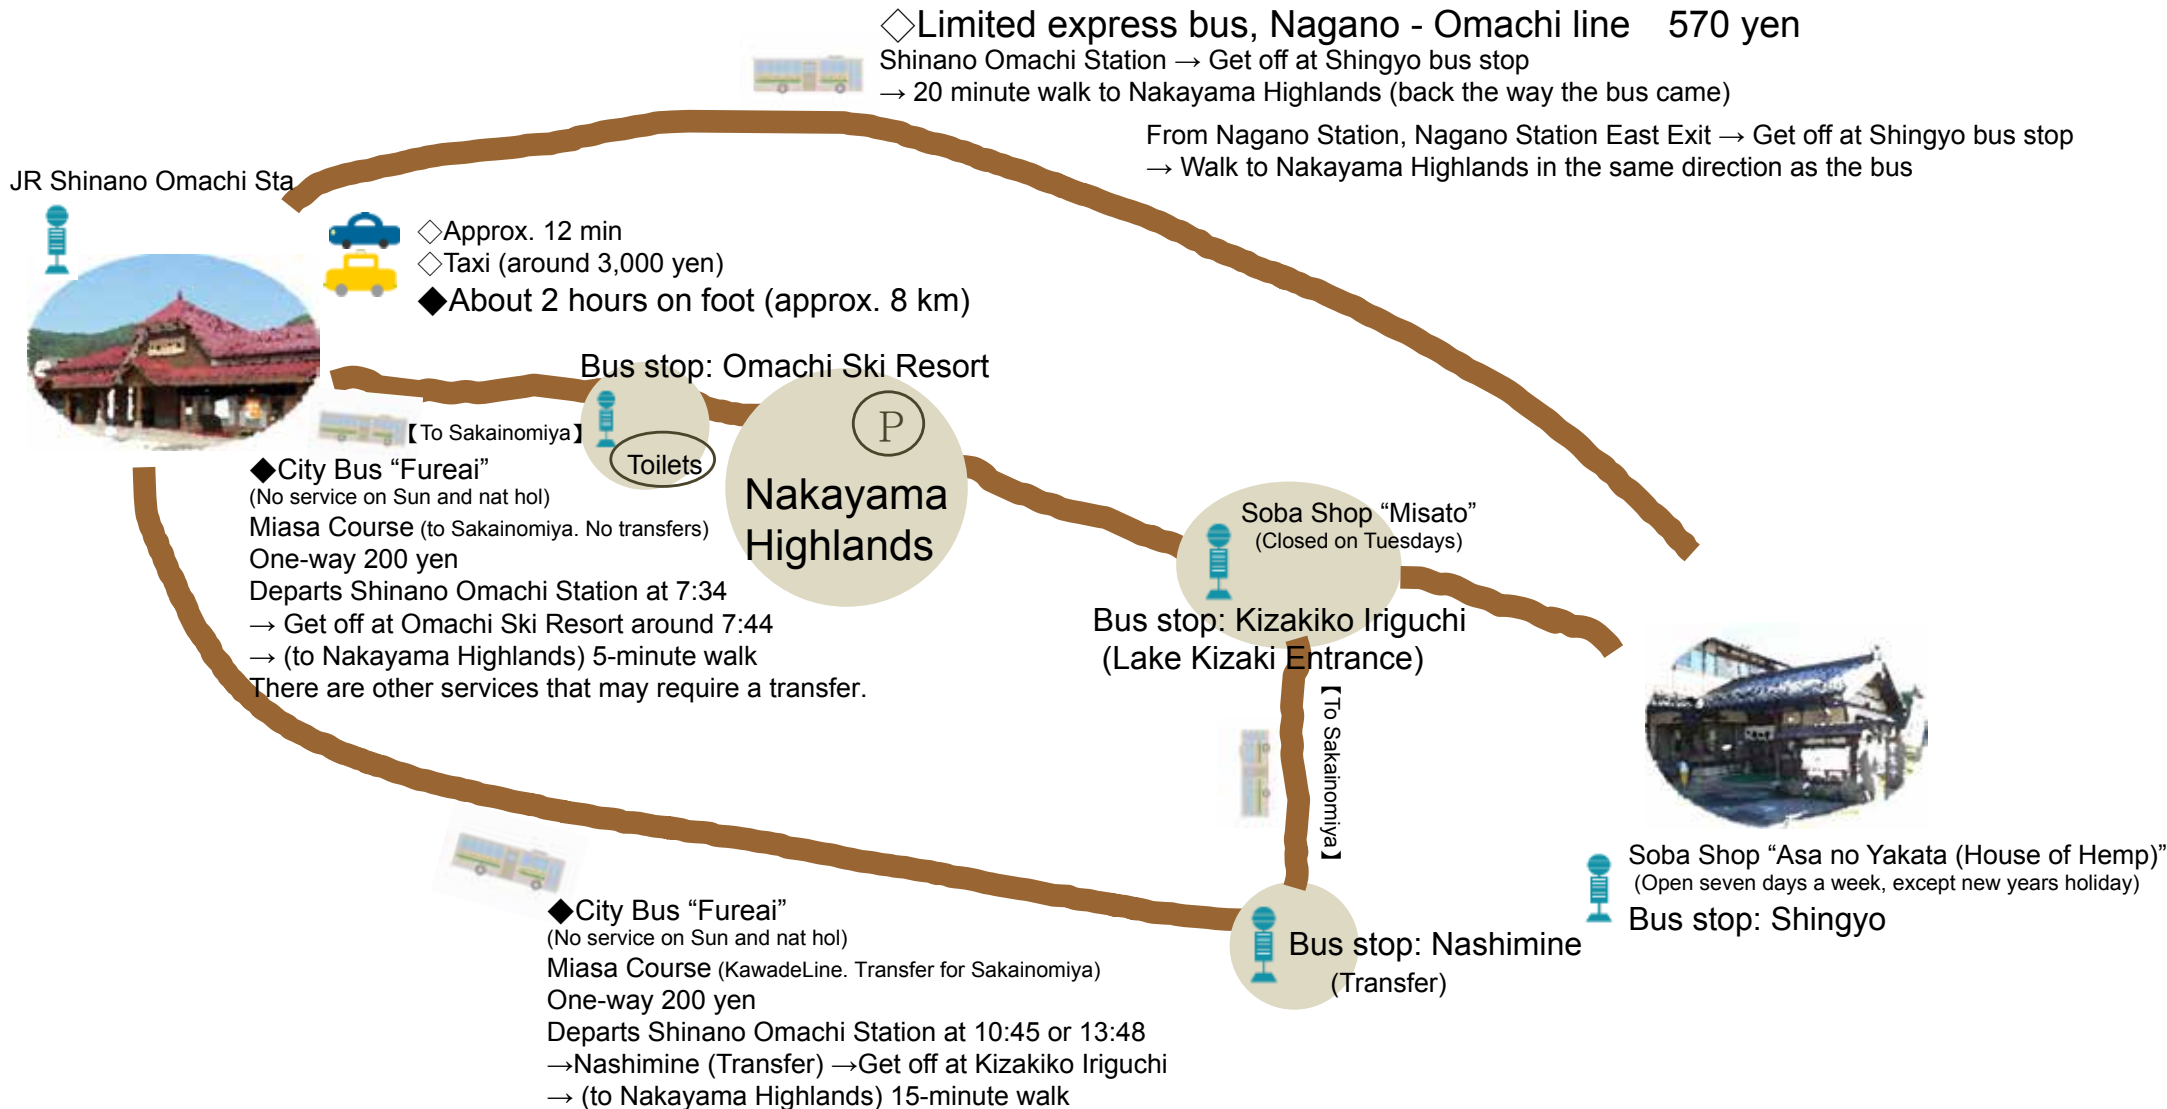 ◇Limited express bus, Nagano - Omachi line 570 yen
Shinano Omachi Station → Get off at Shingyo bus stop
→ 20 minute walk to Nakayama Highlands (back the way the bus came)
From Nagano Station, Nagano Station East Exit → Get off at Shingyo bus stop
→ Walk to Nakayama Highlands in the same direction as the bus
JR Shinano Omachi Sta
◇Approx. 12 min
◇Taxi (around 3,000 yen)
◆About 2 hours on foot (approx. 8 km)
Bus stop: Omachi Ski Resort
P
【To Sakainomiya】
Toilets
Nakayama
Highlands
◆City Bus “Fureai”
(No service on Sun and nat hol)
Miasa Course (to Sakainomiya. No transfers)
One-way 200 yen
Departs Shinano Omachi Station at 7:34
→ Get off at Omachi Ski Resort around 7:44
→ (to Nakayama Highlands) 5-minute walk
There are other services that may require a transfer.
Soba Shop “Misato”
(Closed on Tuesdays)
Bus stop: Kizakiko Iriguchi
(Lake Kizaki Entrance)
【To Sakainomiya】
Soba Shop “Asa no Yakata (House of Hemp)”
(Open seven days a week, except new years holiday)
Bus stop: Shingyo
Bus stop: Nashimine
(Transfer)
◆City Bus “Fureai”
(No service on Sun and nat hol)
Miasa Course (KawadeLine. Transfer for Sakainomiya)
One-way 200 yen
Departs Shinano Omachi Station at 10:45 or 13:48
→Nashimine (Transfer) →Get off at Kizakiko Iriguchi
→ (to Nakayama Highlands) 15-minute walk